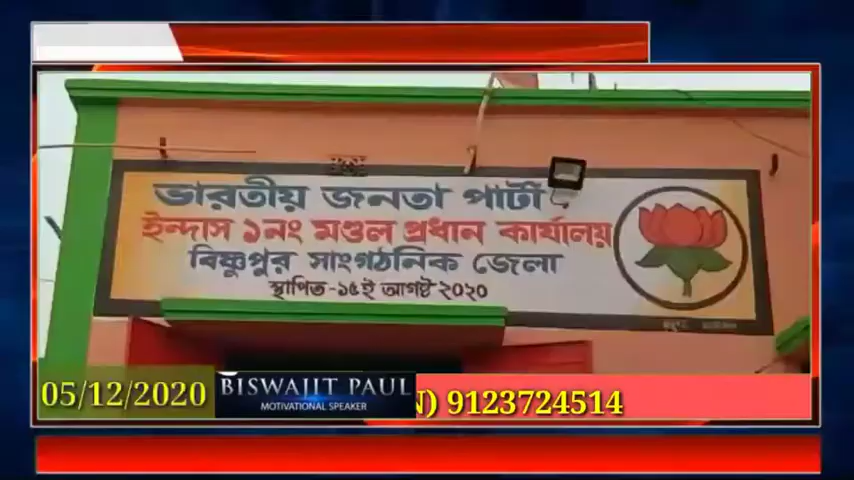 ভারতীয় জনতা পার্টী
ইন্দাস ১নং মণ্ডল প্রধান কার্যালয়
বিষ্ণুপুর সাংগঠনিক জেলা
স্থাপিত-১৫ই আগষ্ট ২০২০
05/12/2020
BISWAJIT PAUL
MOTIVATIONAL SPEAKER
N) 9123724514